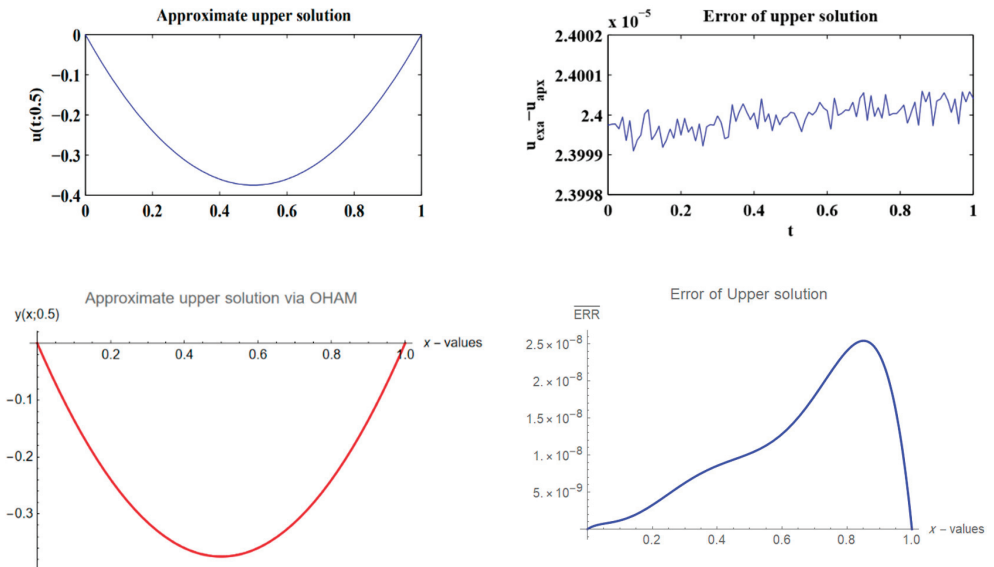 Approximate upper solution
u(t;0.5)
0
−0.1
−0.2
−0.3
−0.4
0 0.2 0.4 0.6 0.8 1
Error of upper solution
x 10⁻⁵
u_exa−u_apx
2.4002
2.4001
2.4
2.3999
2.3998
0 0.2 0.4 0.6 0.8 1
t
Approximate upper solution via OHAM
y(x;0.5)
0.2 0.4 0.6 0.8 1.0 x – values
−0.1
−0.2
−0.3
Error of Upper solution
ERR
2.5 × 10⁻⁸
2. × 10⁻⁸
1.5 × 10⁻⁸
1. × 10⁻⁸
5. × 10⁻⁹
0.2 0.4 0.6 0.8 1.0 x – values